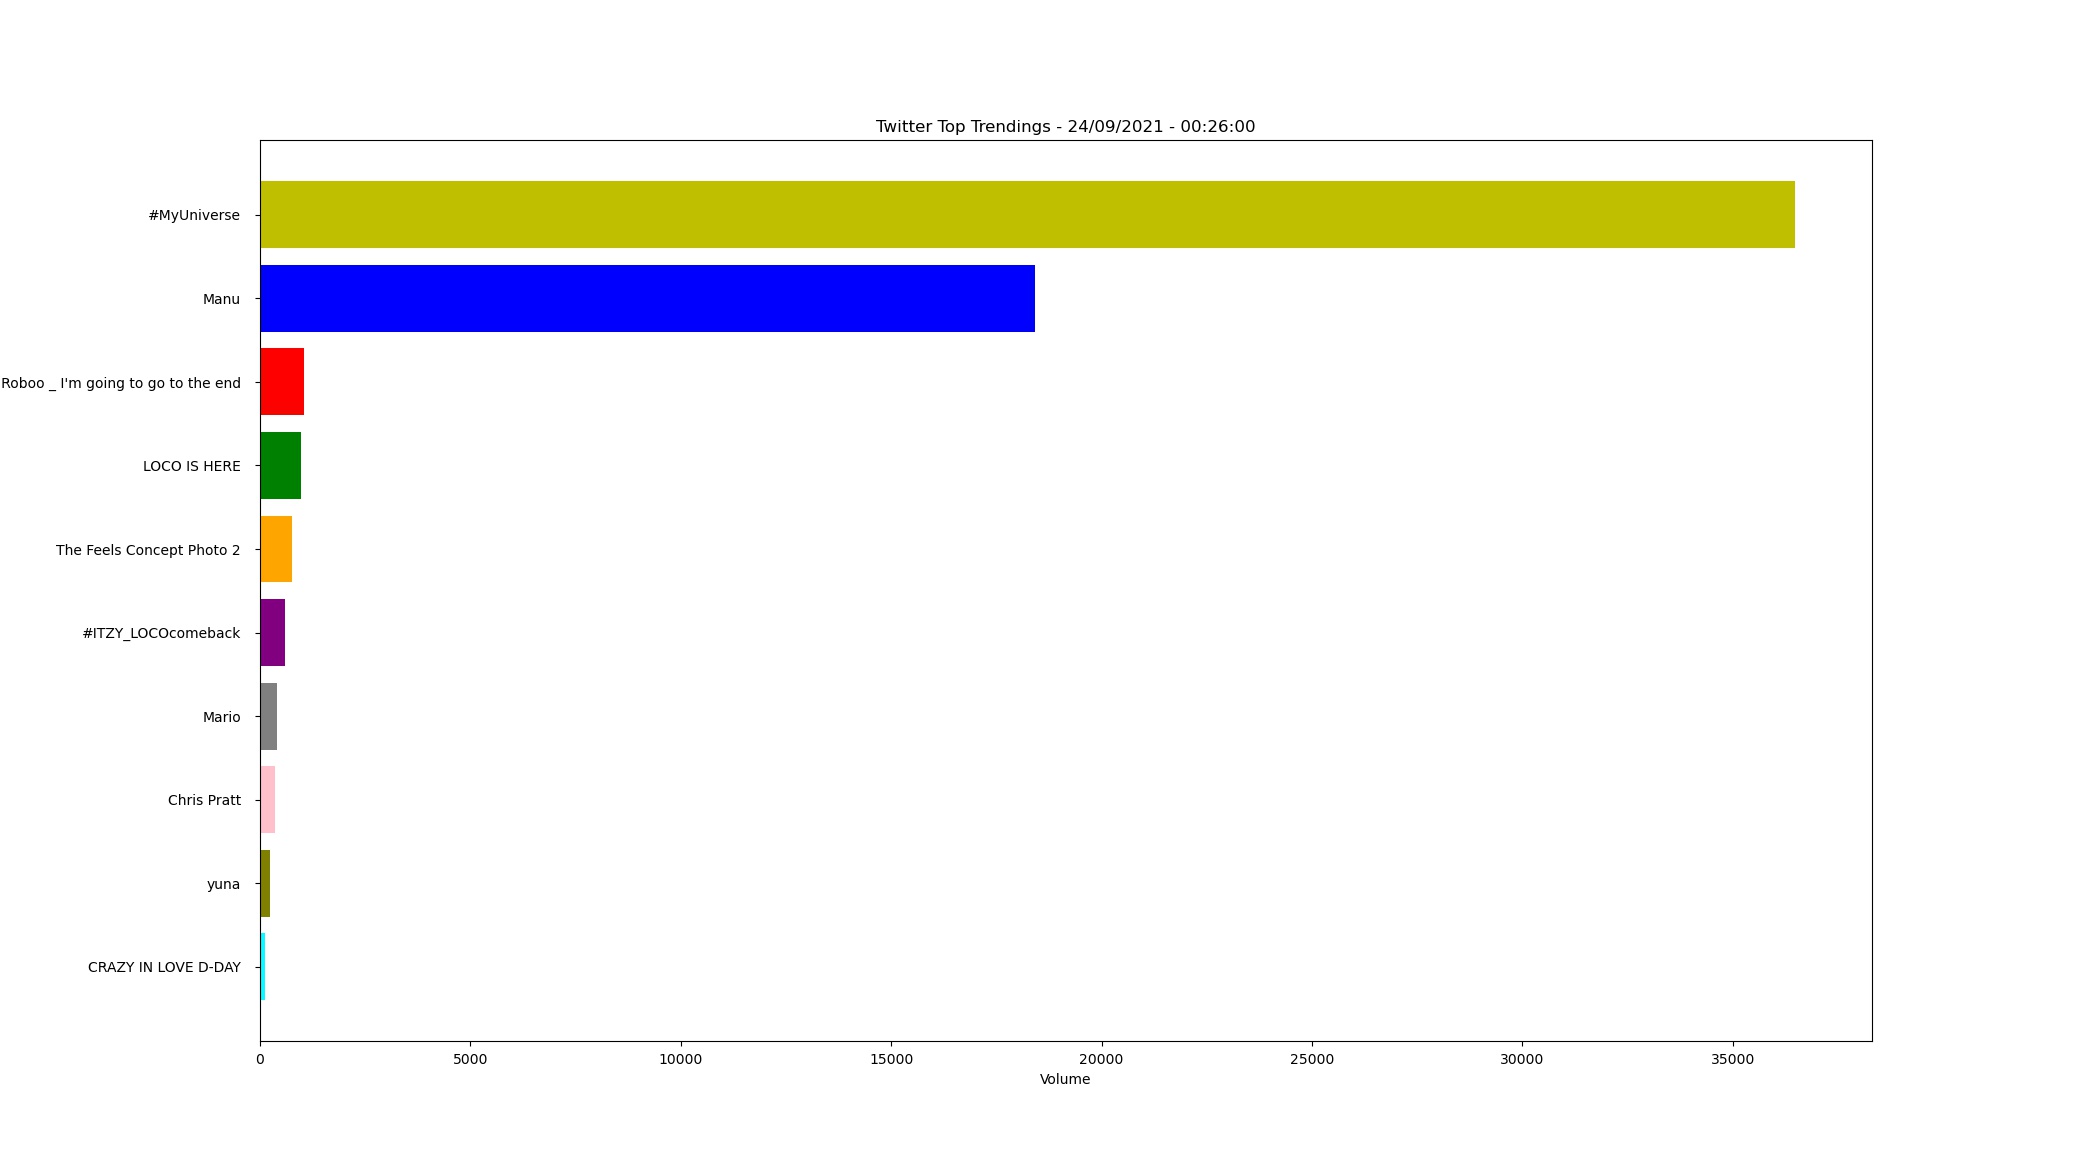 Twitter Top Trendings - 24/09/2021 - 00:26:00
#MyUniverse
Manu
Roboo _ I'm going to go to the end
LOCO IS HERE
The Feels Concept Photo 2
#ITZY_LOCOcomeback
Mario
Chris Pratt
yuna
CRAZY IN LOVE D-DAY
0 5000 10000 15000 20000 25000 30000 35000
Volume